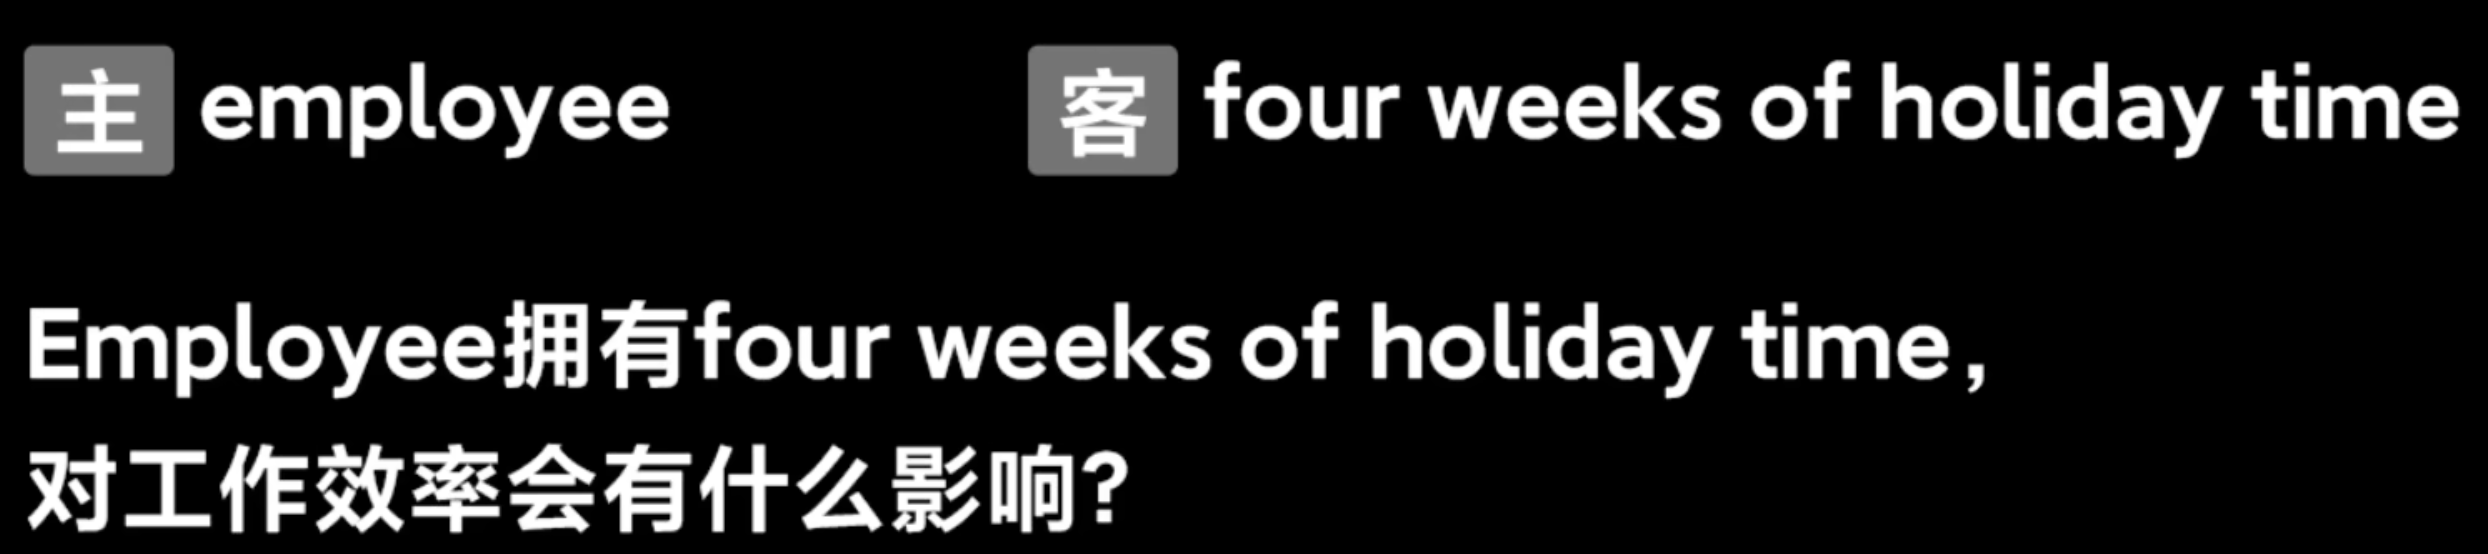 主 employee 客 four weeks of holiday time
Employee拥有four weeks of holiday time，
对工作效率会有什么影响？